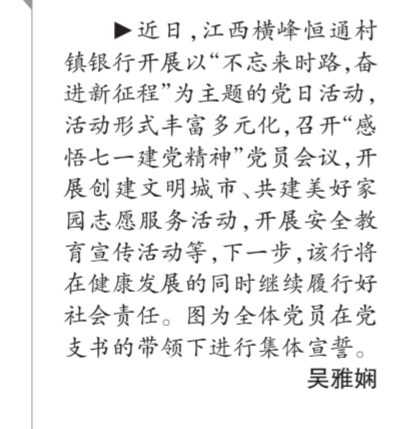 ▶近日,江西横峰恒通村
镇银行开展以“不忘来时路,奋
进新征程”为主题的党日活动,
活动形式丰富多元化,召开“感
悟七一建党精神”党员会议,开
展创建文明城市、共建美好家
园志愿服务活动,开展安全教
育宣传活动等,下一步,该行将
在健康发展的同时继续履行好
社会责任。图为全体党员在党
支书的带领下进行集体宣誓。
吴雅娴